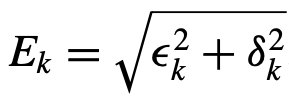 E_k = \sqrt{\epsilon_k^2 + \delta_k^2}